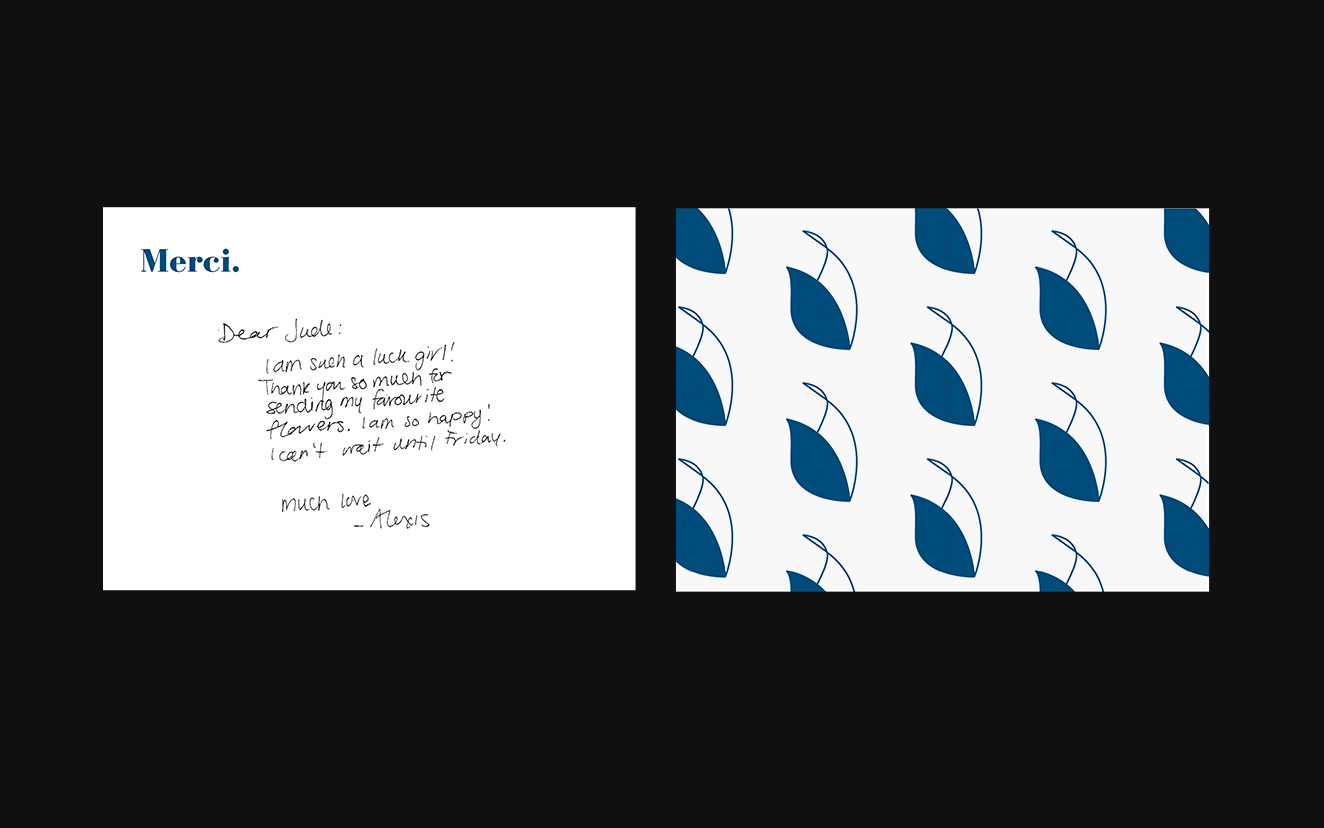 Merci.
Dear Jude:
I am such a luck girl!
Thank you so much for
sending my favourite
flowers. I am so happy!
I can't wait until Friday.
much love
- Alexis